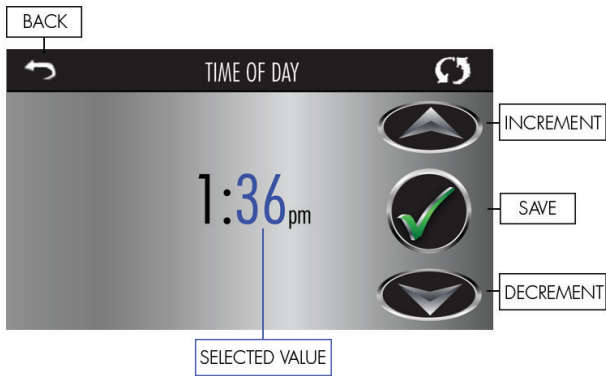 BACK
TIME OF DAY
INCREMENT
1:36pm
SAVE
DECREMENT
SELECTED VALUE